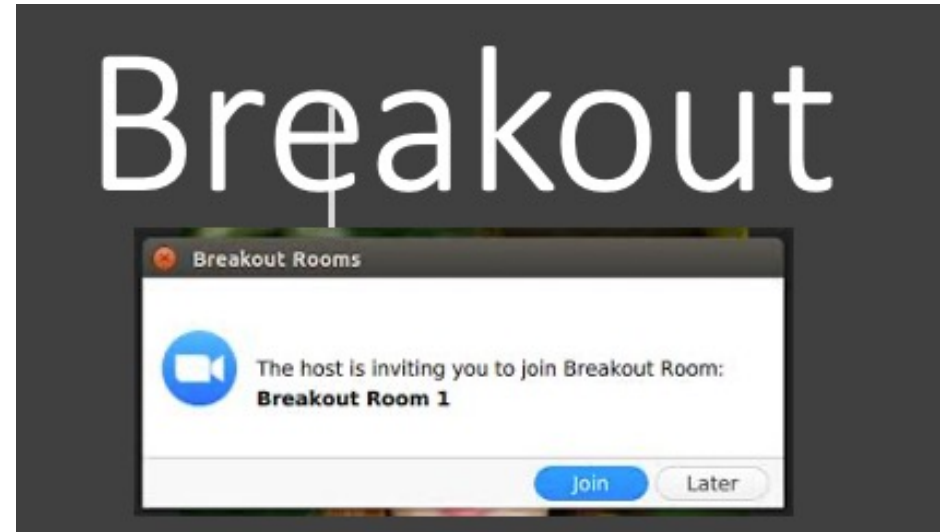 Breakout
Breakout Rooms
The host is inviting you to join Breakout Room:
Breakout Room 1
Join
Later